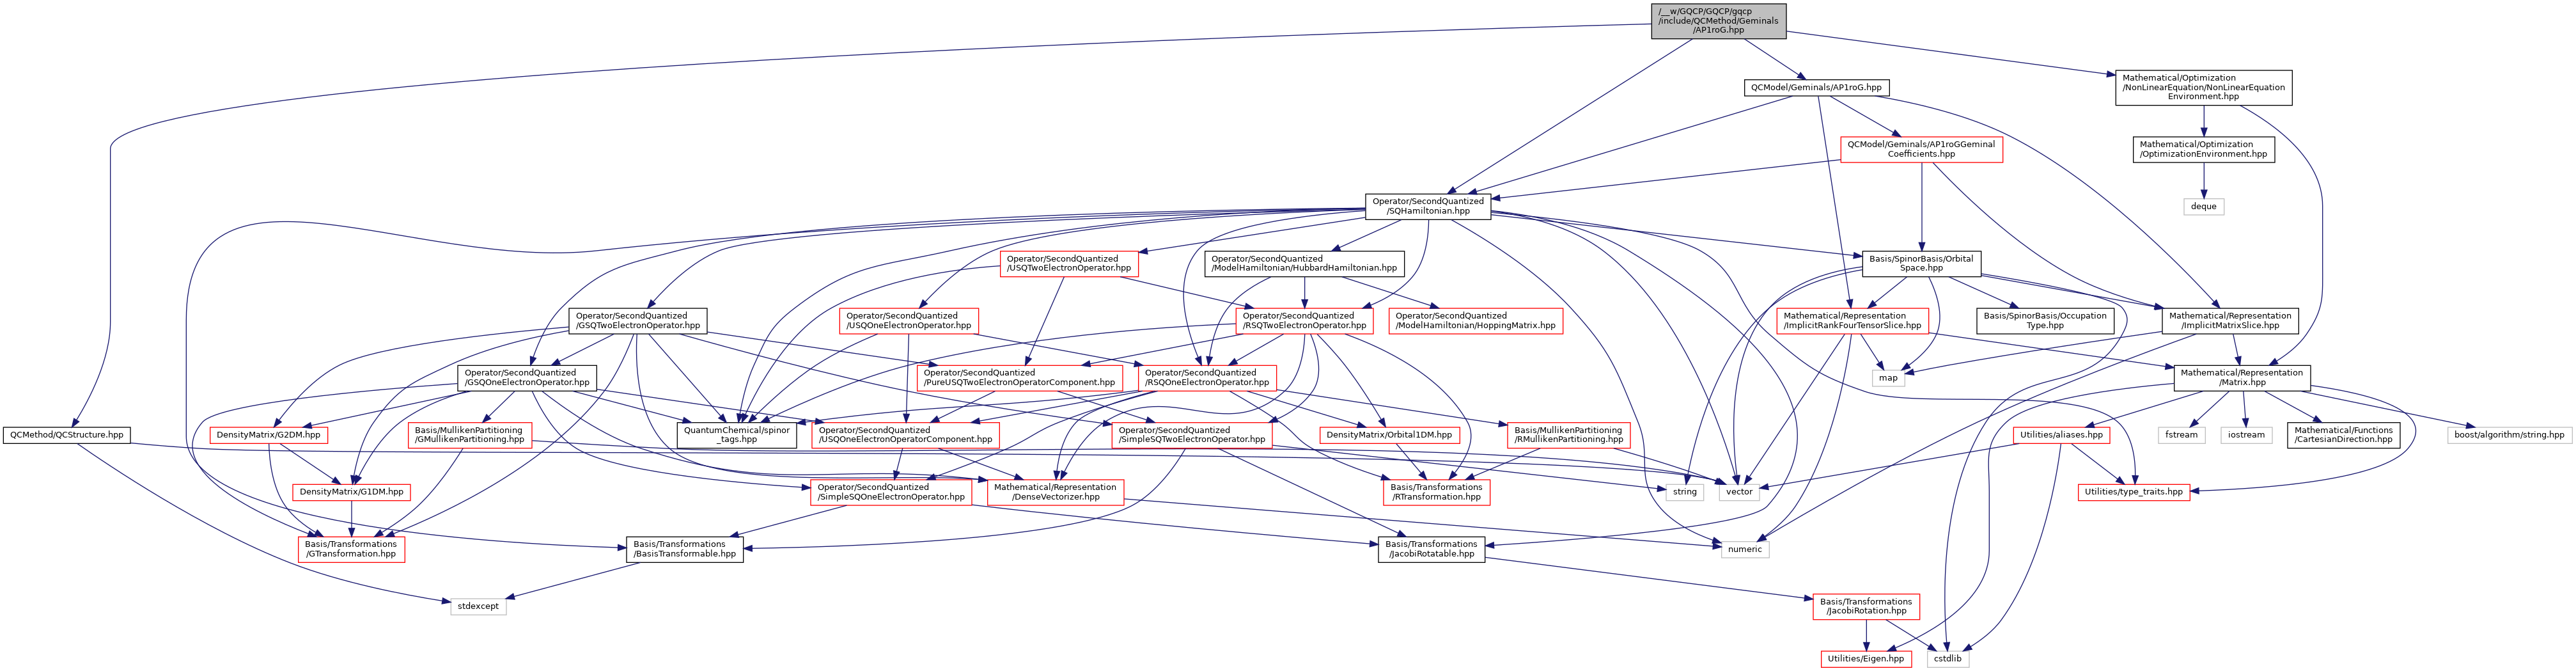 /__w/GQCP/GQCP/gqcp
/include/QCMethod/Geminals
/AP1roG.hpp
Mathematical/Optimization
/NonLinearEquation/NonLinearEquation
Environment.hpp
QCModel/Geminals/AP1roG.hpp
QCModel/Geminals/AP1roGGeminal
Coefficients.hpp
Mathematical/Optimization
/OptimizationEnvironment.hpp
Operator/SecondQuantized
/SQHamiltonian.hpp
deque
Operator/SecondQuantized
/USQTwoElectronOperator.hpp
Operator/SecondQuantized
/ModelHamiltonian/HubbardHamiltonian.hpp
Basis/SpinorBasis/Orbital
Space.hpp
Operator/SecondQuantized
/GSQTwoElectronOperator.hpp
Operator/SecondQuantized
/USQOneElectronOperator.hpp
Operator/SecondQuantized
/RSQTwoElectronOperator.hpp
Operator/SecondQuantized
/ModelHamiltonian/HoppingMatrix.hpp
Mathematical/Representation
/ImplicitRankFourTensorSlice.hpp
Basis/SpinorBasis/Occupation
Type.hpp
Mathematical/Representation
/ImplicitMatrixSlice.hpp
Operator/SecondQuantized
/GSQOneElectronOperator.hpp
Operator/SecondQuantized
/PureUSQTwoElectronOperatorComponent.hpp
Operator/SecondQuantized
/RSQOneElectronOperator.hpp
map
Mathematical/Representation
/Matrix.hpp
QCMethod/QCStructure.hpp
DensityMatrix/G2DM.hpp
Basis/MullikenPartitioning
/GMullikenPartitioning.hpp
QuantumChemical/spinor
_tags.hpp
Operator/SecondQuantized
/USQOneElectronOperatorComponent.hpp
Operator/SecondQuantized
/SimpleSQTwoElectronOperator.hpp
DensityMatrix/Orbital1DM.hpp
Basis/MullikenPartitioning
/RMullikenPartitioning.hpp
Utilities/aliases.hpp
fstream
iostream
Mathematical/Functions
/CartesianDirection.hpp
boost/algorithm/string.hpp
DensityMatrix/G1DM.hpp
Operator/SecondQuantized
/SimpleSQOneElectronOperator.hpp
Mathematical/Representation
/DenseVectorizer.hpp
Basis/Transformations
/RTransformation.hpp
string
vector
Utilities/type_traits.hpp
Basis/Transformations
/GTransformation.hpp
Basis/Transformations
/BasisTransformable.hpp
Basis/Transformations
/JacobiRotatable.hpp
numeric
stdexcept
Basis/Transformations
/JacobiRotation.hpp
Utilities/Eigen.hpp
cstdlib